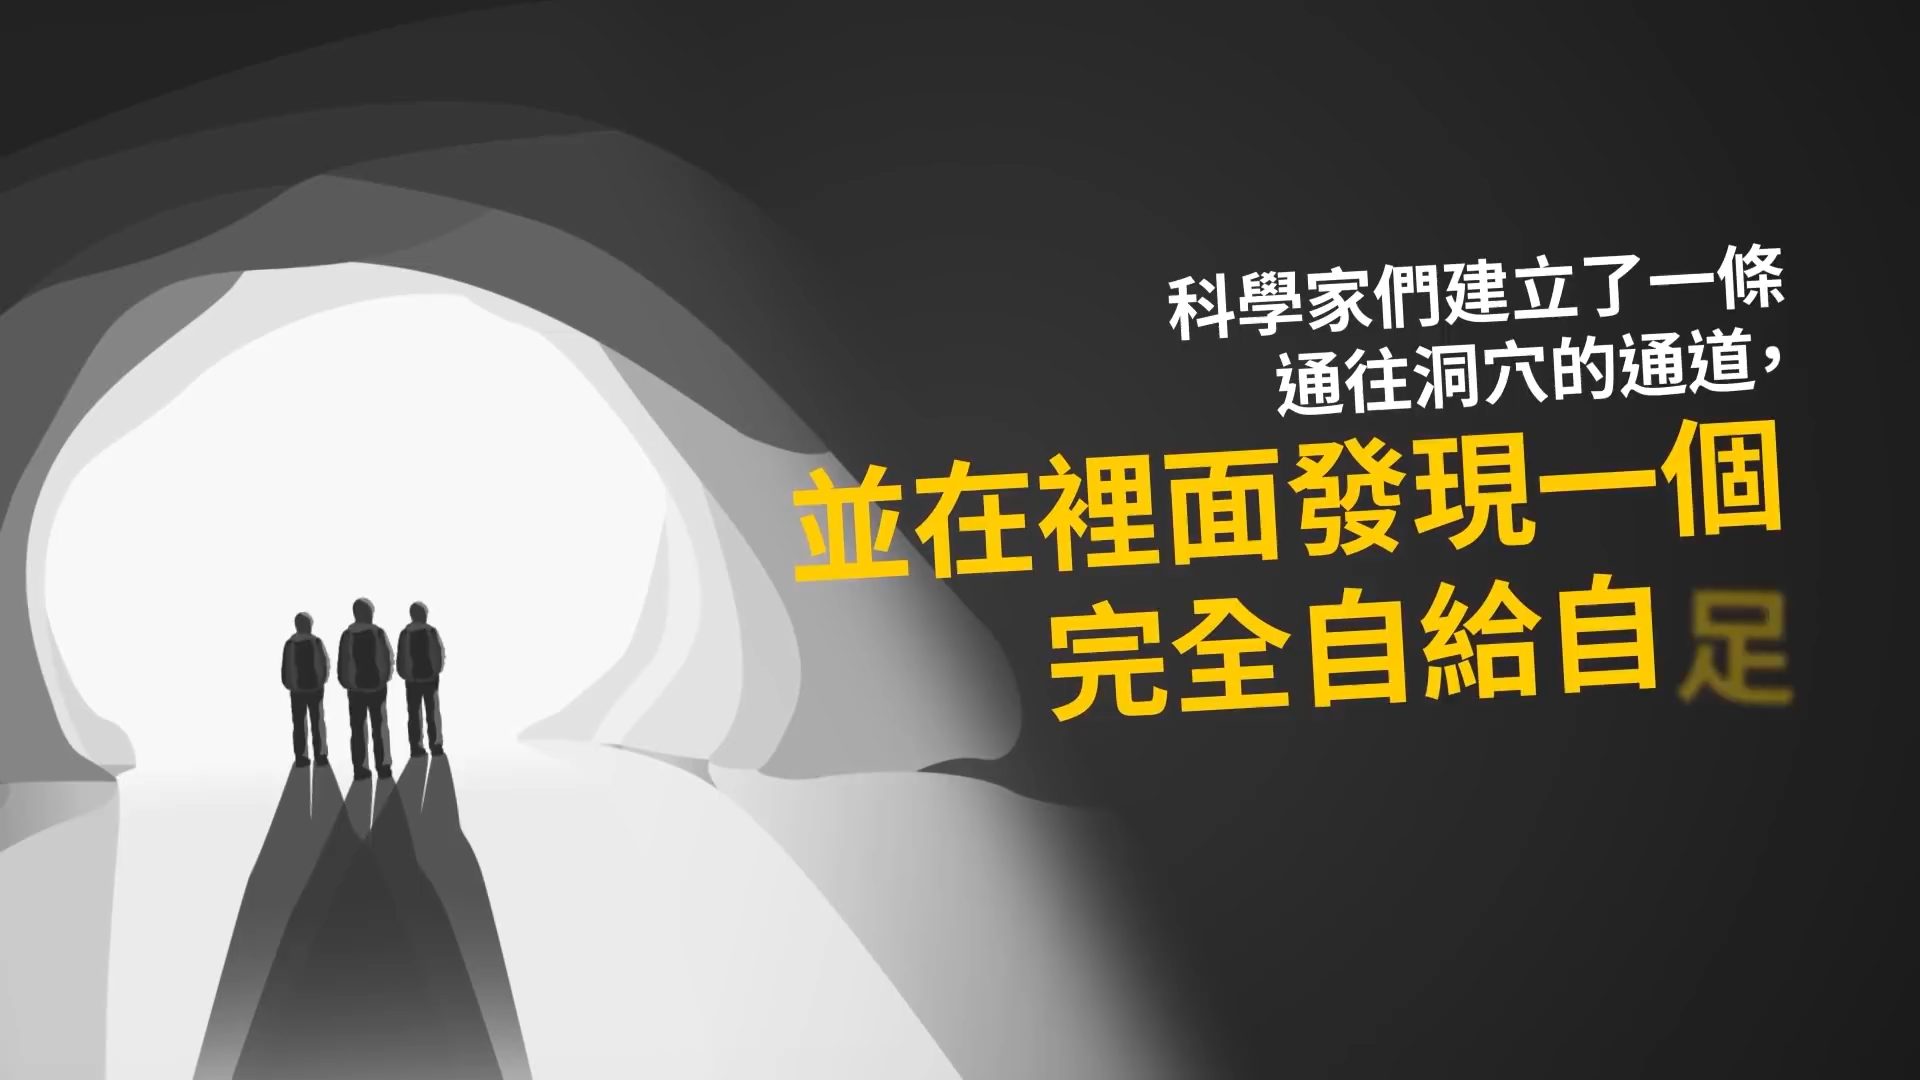 科學家們建立了一條
通往洞穴的通道，
並在裡面發現一個
完全自給自足